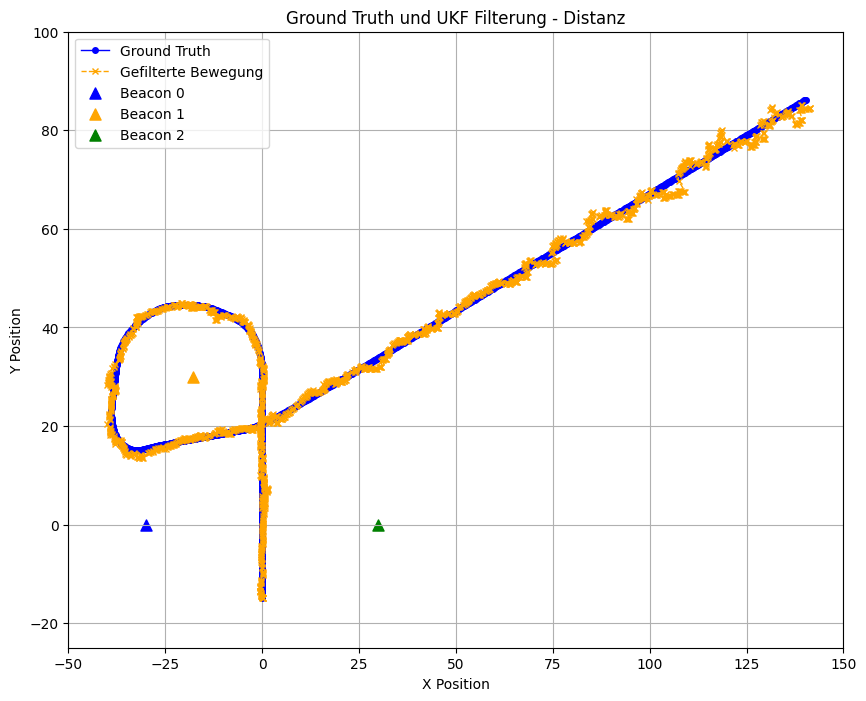 Ground Truth und UKF Filterung - Distanz
Ground Truth
Gefilterte Bewegung
Beacon 0
Beacon 1
Beacon 2
100
80
60
40
20
0
−20
Y Position
−50
−25
0
25
50
75
100
125
150
X Position